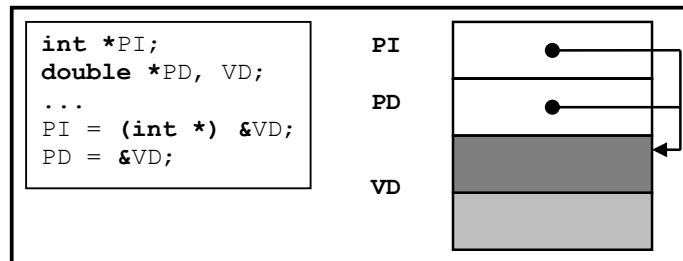 int *PI;
double *PD, VD;
...
PI = (int *) &VD;
PD = &VD;
PI
PD
VD